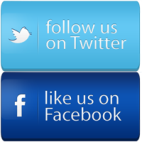 follow us
on Twitter
f
like us on
Facebook